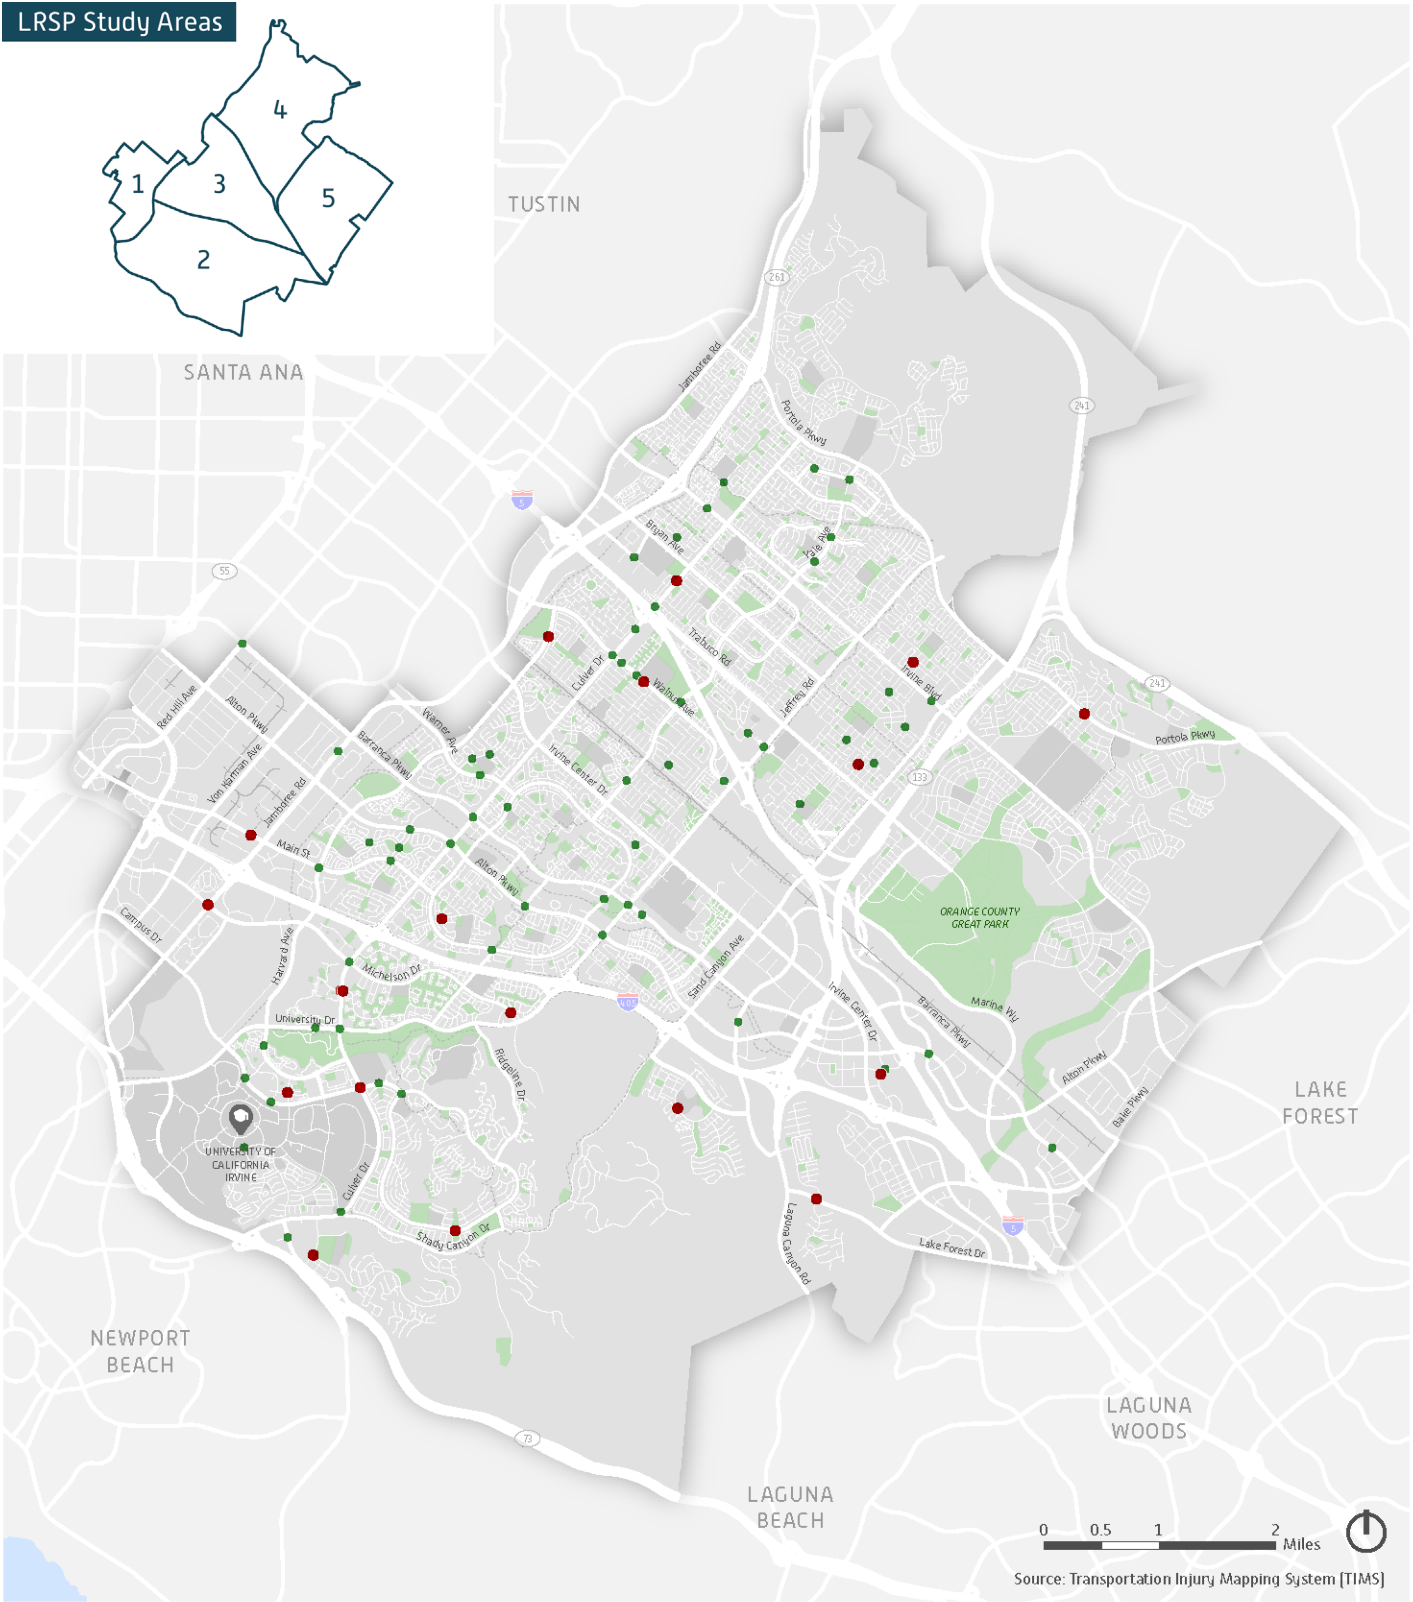 LRSP Study Areas
4
1
3
5
2
TUSTIN
261
SANTA ANA
Jamboree Rd
Portola Pkwy
241
5
Bryan Ave
Yale Ave
55
Trabuco Rd
Culver Dr
Walnut Ave
Jeffrey Rd
Irvine Blvd
241
Portola Pkwy
Red Hill Ave
Alton Pkwy
Warner Ave
Barranca Pkwy
Irvine Center Dr
Von Karman Ave
Jamboree Rd
133
Main St
Alton Pkwy
ORANGE COUNTY
GREAT PARK
Campus Dr
Harvard Ave
Michelson Dr
Sand Canyon Ave
405
Irvine Center Dr
Barranca Pkwy
Marine Wy
University Dr
Ridgeline Dr
Alton Pkwy
Bake Pkwy
LAKE
FOREST
UNIVERSITY OF
CALIFORNIA
IRVINE
Culver Dr
Shady Canyon Dr
Laguna Canyon Rd
5
Lake Forest Dr
NEWPORT
BEACH
LAGUNA
WOODS
73
LAGUNA
BEACH
0 0.5 1 2
Miles
Source: Transportation Injury Mapping System (TIMS)